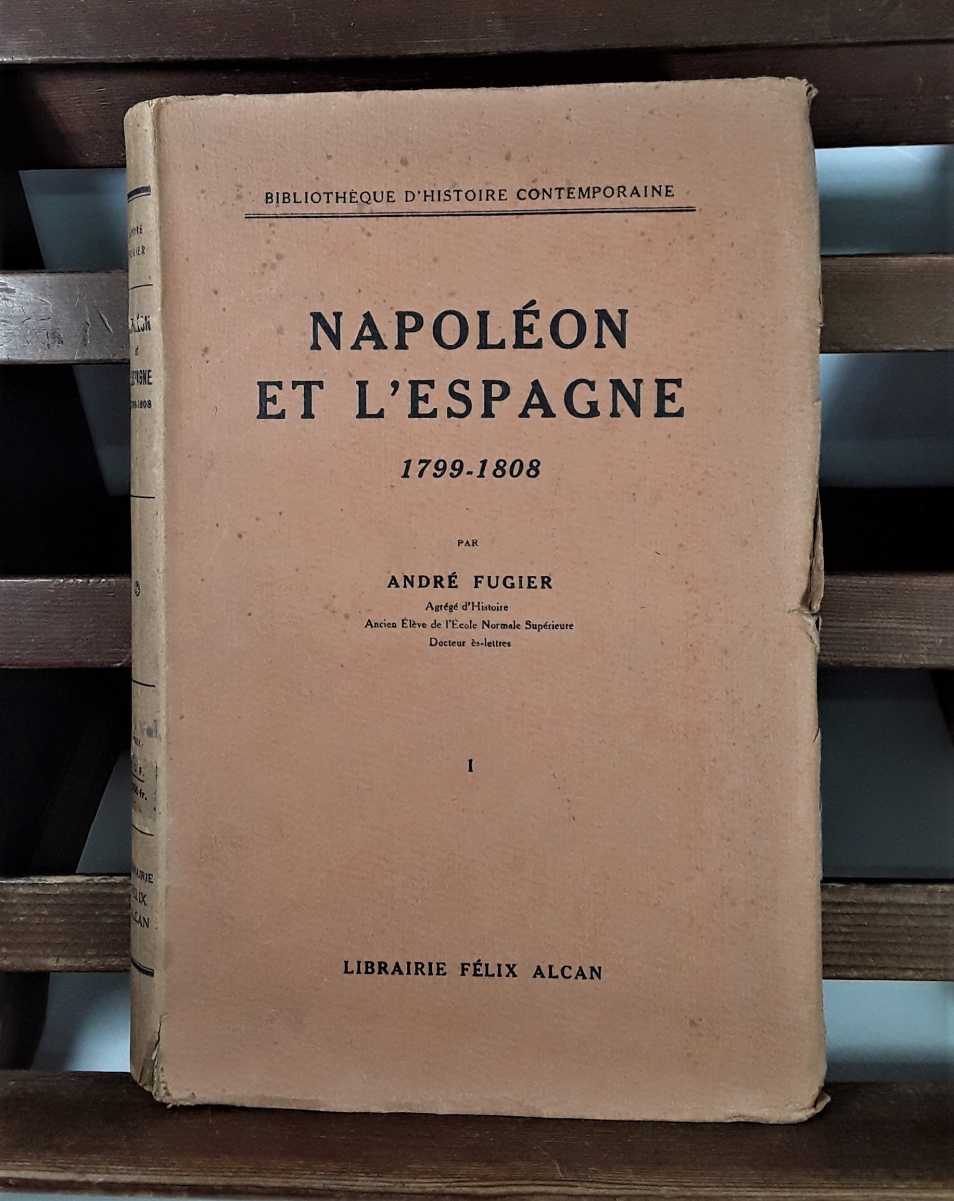 BIBLIOTHÈQUE D'HISTOIRE CONTEMPORAINE
NAPOLÉON
ET L'ESPAGNE
1799-1808
PAR
ANDRÉ FUGIER
Agrégé d'Histoire
Ancien Élève de l'École Normale Supérieure
Docteur ès-lettres
I
LIBRAIRIE FÉLIX ALCAN